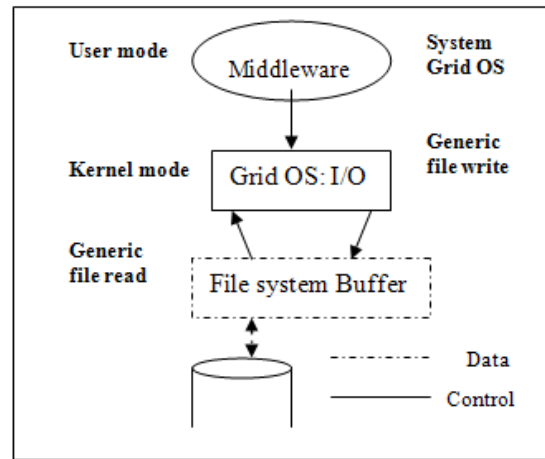 User mode
System
Grid OS
Middleware
Generic
file write
Kernel mode
Grid OS: I/O
Generic
file read
File system Buffer
Data
Control